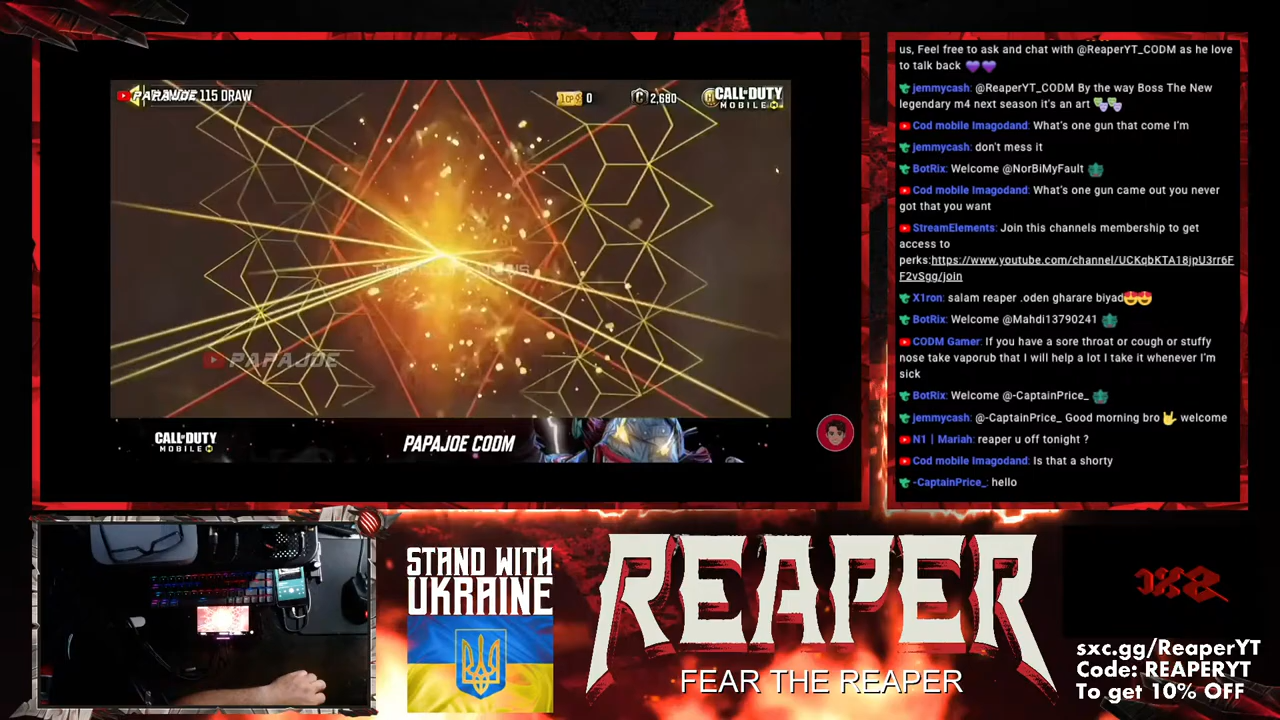 115 DRAW
0
2,680
CALL OF DUTY
MOBILE
PAPAJOE
CALL OF DUTY
MOBILE
PAPAJOE CODM
us, Feel free to ask and chat with @ReaperYT_CODM as he love
to talk back 💜💜
jemmycash: @ReaperYT_CODM By the way Boss The New
legendary m4 next season it's an art
Cod mobile Imagodand: What's one gun that come I'm
jemmycash: don't mess it
BotRix: Welcome @NorBiMyFault
Cod mobile Imagodand: What's one gun came out you never
got that you want
StreamElements: Join this channels membership to get
access to
perks:https://www.youtube.com/channel/UCKqbKTA18jpU3rr6F
F2vSgg/join
X1ron: salam reaper .oden gharare biyad😍😍
BotRix: Welcome @Mahdi13790241
CODM Gamer: If you have a sore throat or cough or stuffy
nose take vaporub that I will help a lot I take it whenever I'm
sick
BotRix: Welcome @-CaptainPrice_
jemmycash: @-CaptainPrice_ Good morning bro 🤟 welcome
N1 | Mariah: reaper u off tonight ?
Cod mobile Imagodand: Is that a shorty
-CaptainPrice_: hello
STAND WITH
UKRAINE
REAPER
FEAR THE REAPER
sxc.gg/ReaperYT
Code: REAPERYT
To get 10% OFF